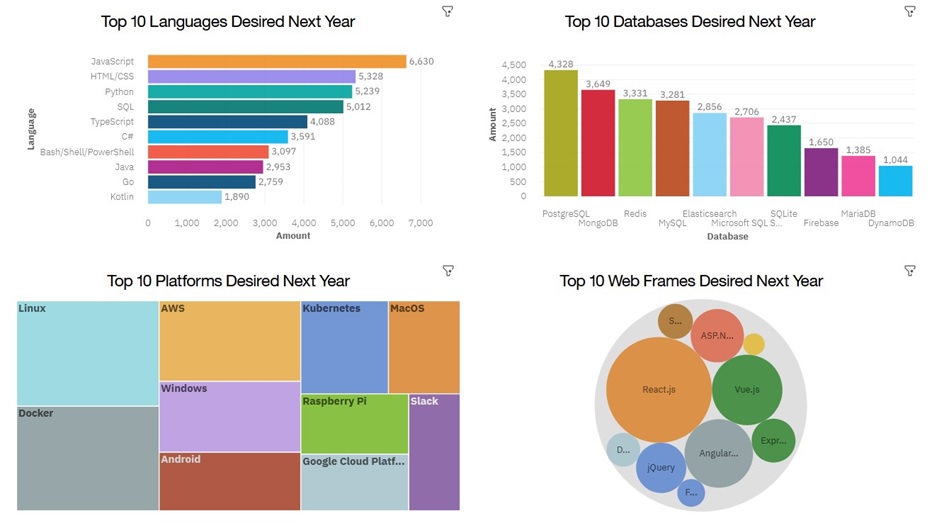 Top 10 Languages Desired Next Year
Language
JavaScript 6,630
HTML/CSS 5,328
Python 5,239
SQL 5,012
TypeScript 4,088
C# 3,591
Bash/Shell/PowerShell 3,097
Java 2,953
Go 2,759
Kotlin 1,890
0 1,000 2,000 3,000 4,000 5,000 6,000 7,000
Amount
Top 10 Databases Desired Next Year
Amount
4,500
4,000
3,500
3,000
2,500
2,000
1,500
1,000
500
0
4,328 3,649 3,331 3,281 2,856 2,706 2,437 1,650 1,385 1,044
PostgreSQL Redis Elasticsearch SQLite MariaDB
MongoDB MySQL Microsoft SQL S... Firebase DynamoDB
Database
Top 10 Platforms Desired Next Year
Linux AWS Kubernetes MacOS
Windows
Raspberry Pi Slack
Docker
Android Google Cloud Platf...
Top 10 Web Frames Desired Next Year
S...
ASP.N...
React.js Vue.js
Expr...
D... Angular...
jQuery
F...